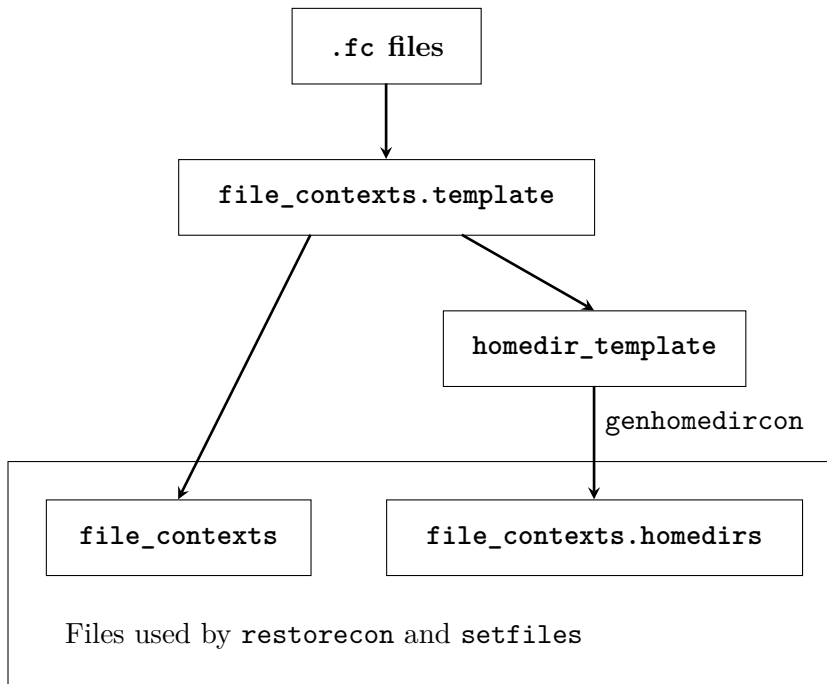 .fc files
file_contexts.template
homedir_template
genhomedircon
file_contexts
file_contexts.homedirs
Files used by restorecon and setfiles